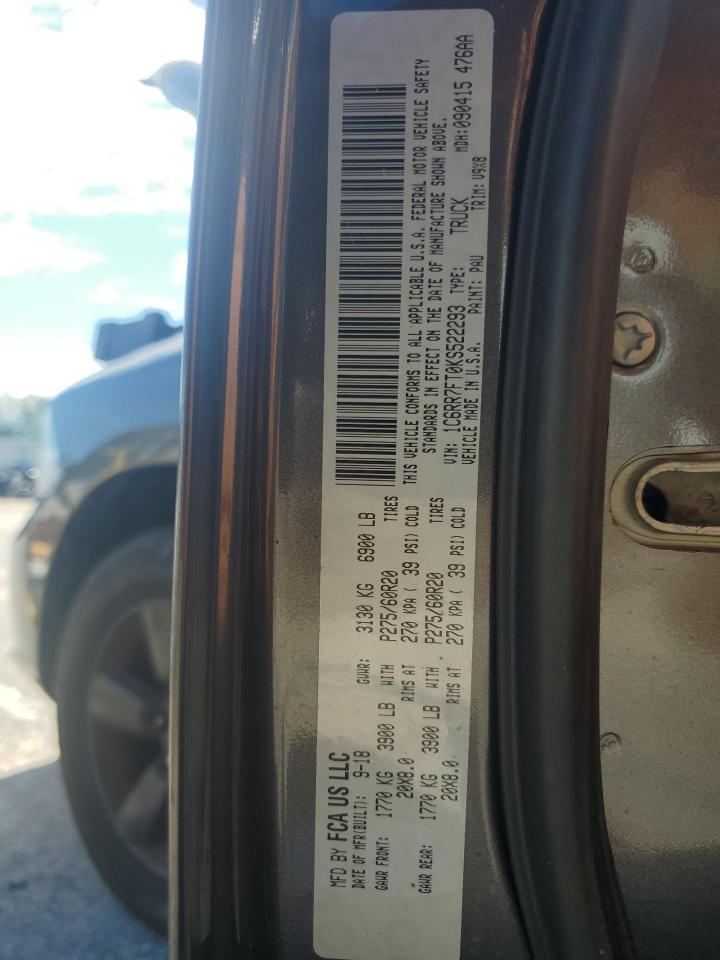 MFD BY FCA US LLC
DATE OF MFR(BUILT): 9-18 GVWR: 3130 KG 6900 LB
GAWR FRONT: 1770 KG 3900 LB WITH P275/60R20 TIRES
20X8.0 RIMS AT 270 KPA ( 39 PSI) COLD
GAWR REAR: 1770 KG 3900 LB WITH P275/60R20 TIRES
20X8.0 RIMS AT 270 KPA ( 39 PSI) COLD
THIS VEHICLE CONFORMS TO ALL APPLICABLE U.S.A. FEDERAL MOTOR VEHICLE SAFETY
STANDARDS IN EFFECT ON THE DATE OF MANUFACTURE SHOWN ABOVE.
VIN: 1C6RR7FT0KS522293 TYPE: TRUCK MDH:090415 476AA
VEHICLE MADE IN U.S.A. PAINT: PAU TRIM: V9X8